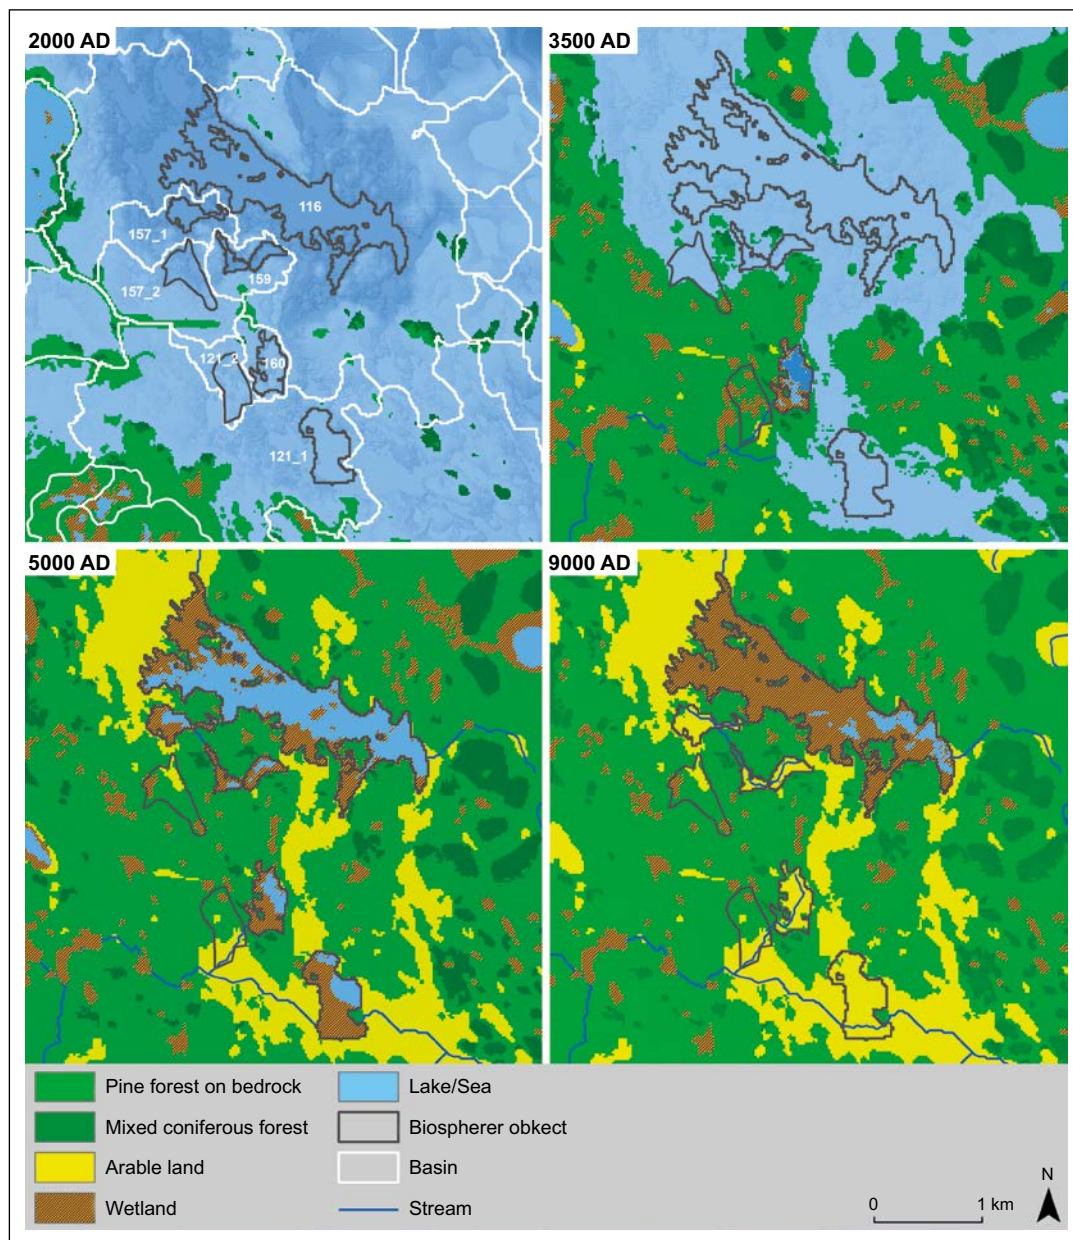 2000 AD
3500 AD
116
157_1
159
157_2
121_2
160
121_1
5000 AD
9000 AD
Pine forest on bedrock
Lake/Sea
Mixed coniferous forest
Biospherer obkect
Arable land
Basin
Wetland
Stream
N
0 1 km